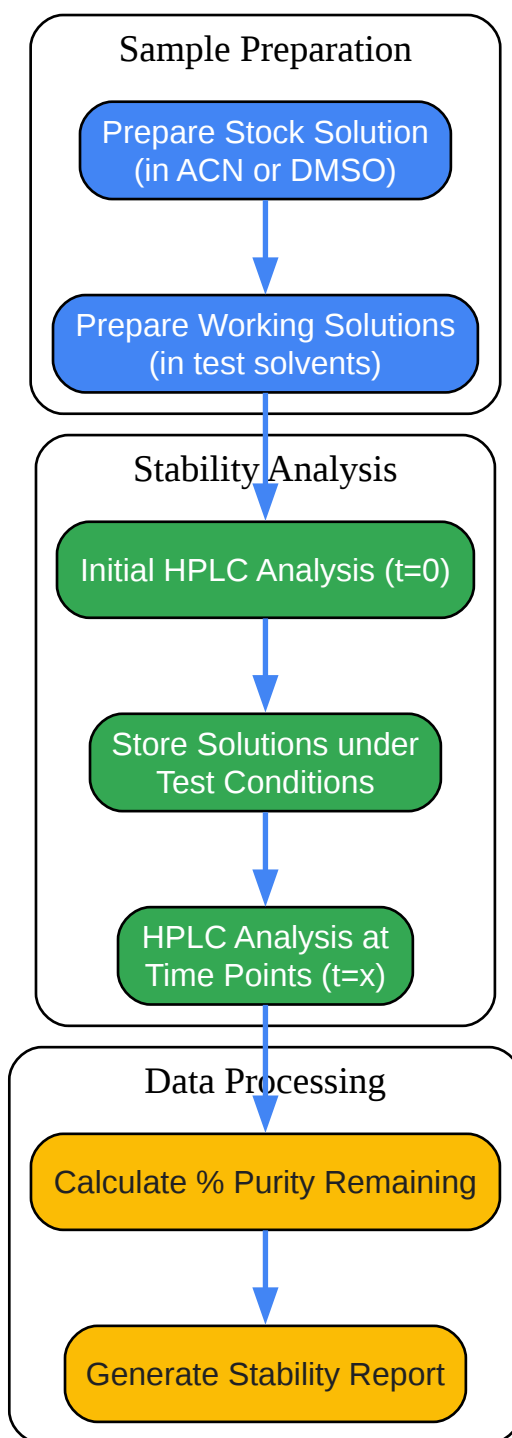 Sample Preparation
Prepare Stock Solution
(in ACN or DMSO)
Prepare Working Solutions
(in test solvents)
Stability Analysis
Initial HPLC Analysis (t=0)
Store Solutions under
Test Conditions
HPLC Analysis at
Time Points (t=x)
Data Processing
Calculate % Purity Remaining
Generate Stability Report